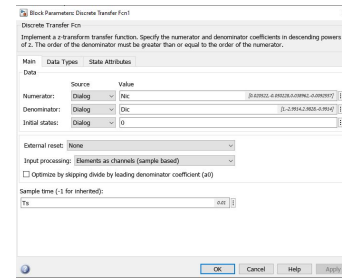 Block Parameters: Discrete Transfer Fcn1
Discrete Transfer Fcn
Implement a z-transform transfer function. Specify the numerator and denominator coefficients in descending powers
of z. The order of the denominator must be greater than or equal to the order of the numerator.
Main Data Types State Attributes
Data
Source Value
Numerator: Dialog Nic
Denominator: Dialog Dic [1,-2.9914,2.9828,-0.9914]
Initial states: Dialog 0
External reset: None
Input processing: Elements as channels (sample based)
Optimize by skipping divide by leading denominator coefficient (a0)
Sample time (-1 for inherited):
Ts 0.01
OK Cancel Help Apply